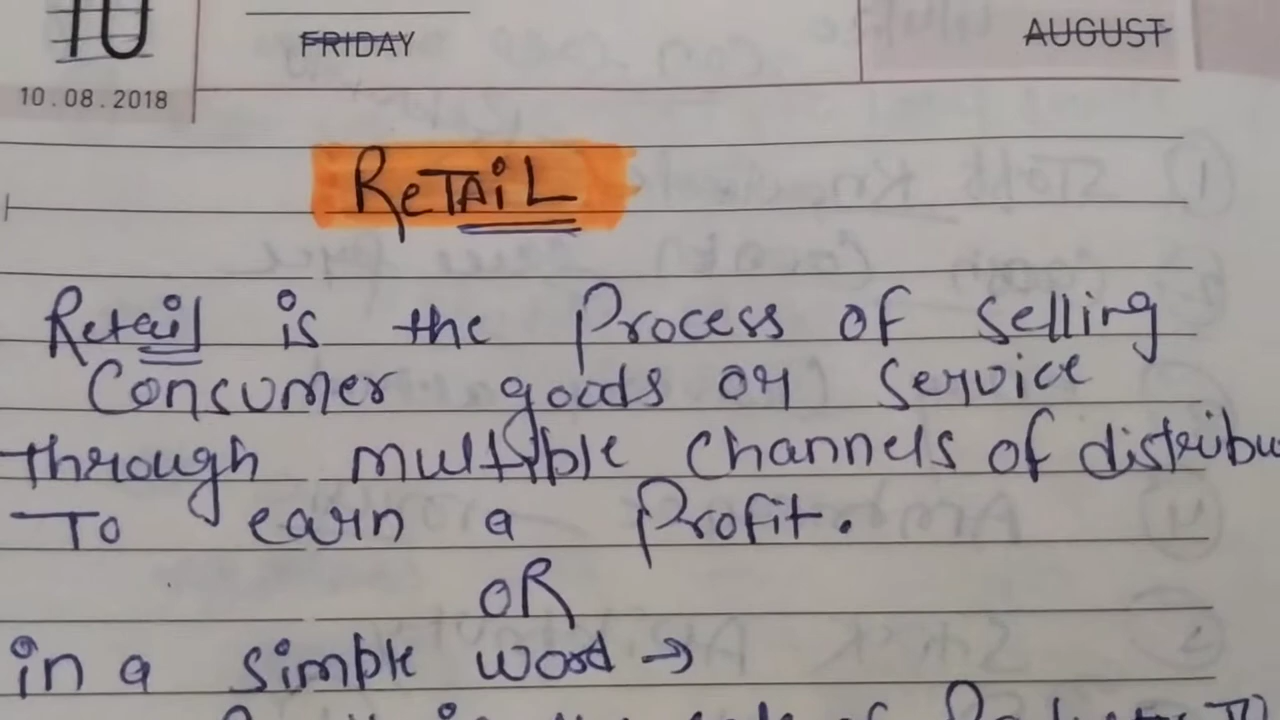 10
FRIDAY
AUGUST
10.08.2018
RETAIL
Retail is the Process of selling
Consumer goods or Service
through multiple Channels of distribu
To earn a Profit.
OR
in a simple word →